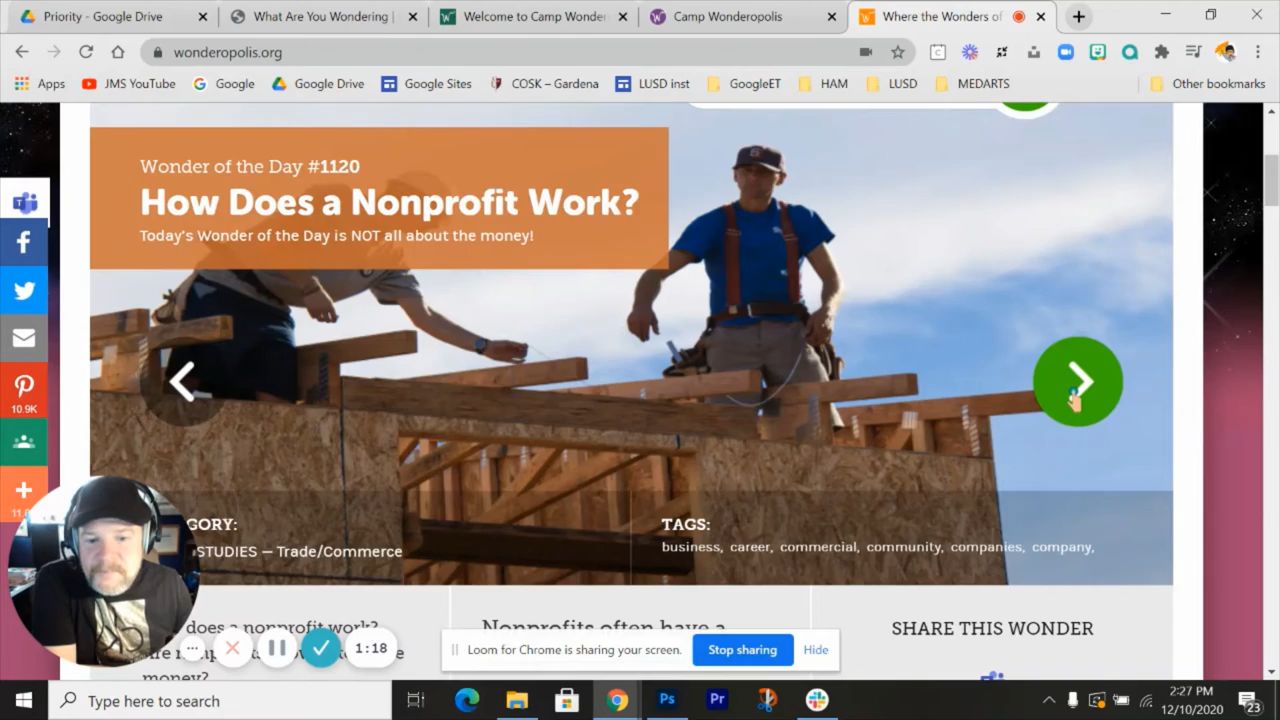 Priority - Google Drive
What Are You Wondering |
Welcome to Camp Wonder
Camp Wonderopolis
Where the Wonders of
wonderopolis.org
Apps
JMS YouTube
Google
Google Drive
Google Sites
COSK – Gardena
LUSD inst
GoogleET
HAM
LUSD
MEDARTS
Other bookmarks
Wonder of the Day #1120
How Does a Nonprofit Work?
Today's Wonder of the Day is NOT all about the money!
10.9K
GORY:
STUDIES — Trade/Commerce
TAGS:
business, career, commercial, community, companies, company,
does a nonprofit work?
money?
Nonprofits often have a
SHARE THIS WONDER
1:18
Loom for Chrome is sharing your screen.
Stop sharing
Hide
Type here to search
Ps
Pr
2:27 PM
12/10/2020
23